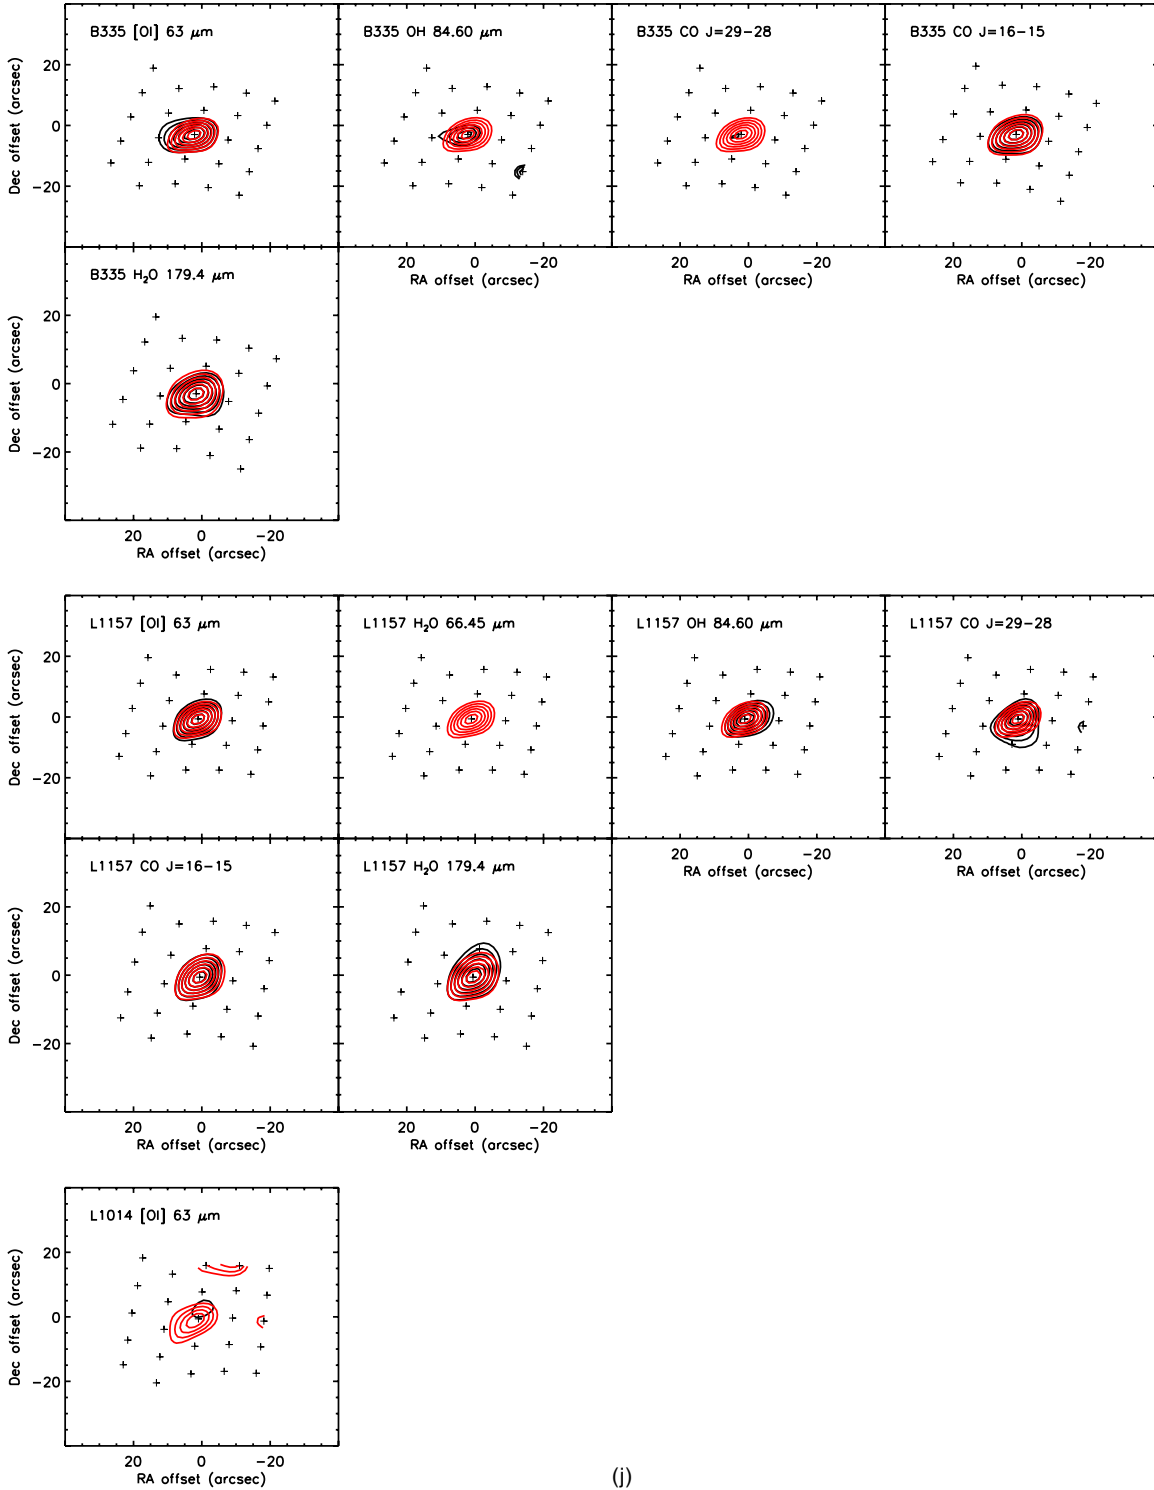 B335 [OI] 63 μm
B335 OH 84.60 μm
B335 CO J=29-28
B335 CO J=16-15
20
0
-20
Dec offset (arcsec)
20 0 -20
RA offset (arcsec)
20 0 -20
RA offset (arcsec)
20 0 -20
RA offset (arcsec)
B335 H₂O 179.4 μm
20
0
-20
Dec offset (arcsec)
20 0 -20
RA offset (arcsec)
L1157 [OI] 63 μm
L1157 H₂O 66.45 μm
L1157 OH 84.60 μm
L1157 CO J=29-28
20
0
-20
Dec offset (arcsec)
20 0 -20
RA offset (arcsec)
20 0 -20
RA offset (arcsec)
L1157 CO J=16-15
L1157 H₂O 179.4 μm
20
0
-20
Dec offset (arcsec)
20 0 -20
RA offset (arcsec)
20 0 -20
RA offset (arcsec)
L1014 [OI] 63 μm
20
0
-20
Dec offset (arcsec)
20 0 -20
RA offset (arcsec)
(j)